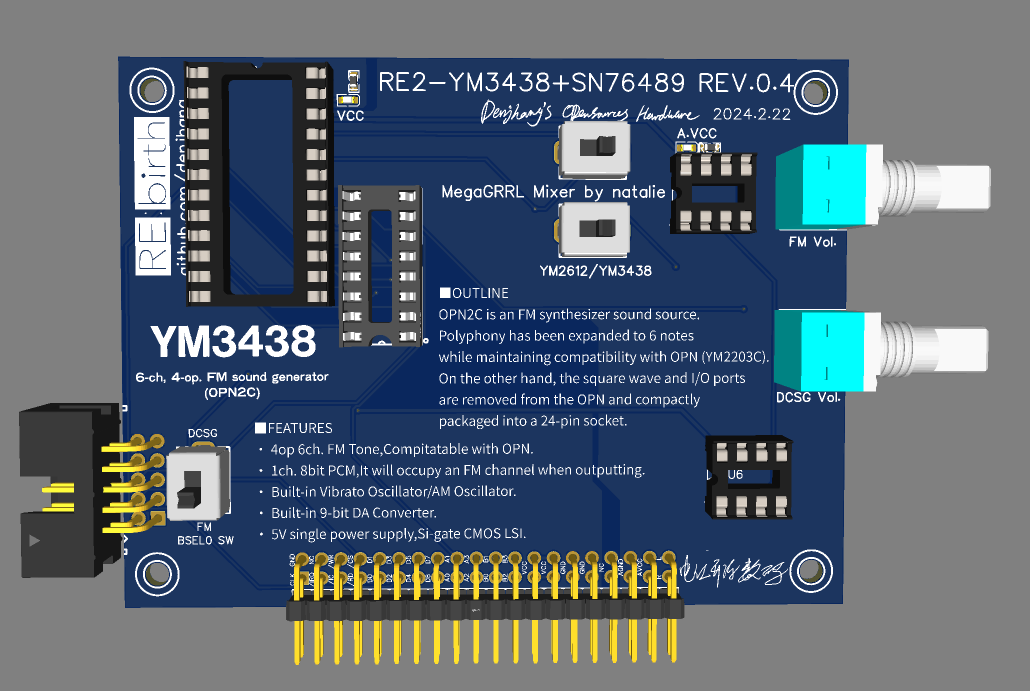 RE2-YM3438+SN76489 REV.0.4
Denjhang's OpenSources Hardware
2024.2.22
VCC
A.VCC
RE:birth
github.com/denjhang
MegaGRRL Mixer by natalie
FM Vol.
YM2612/YM3438
■OUTLINE
OPN2C is an FM synthesizer sound source.
Polyphony has been expanded to 6 notes
while maintaining compatibility with OPN (YM2203C).
On the other hand, the square wave and I/O ports
are removed from the OPN and compactly
packaged into a 24-pin socket.
YM3438
6-ch, 4-op. FM sound generator
(OPN2C)
DCSG Vol.
■FEATURES
・ 4op 6ch. FM Tone,Compitatable with OPN.
・ 1ch. 8bit PCM,It will occupy an FM channel when outputting.
・ Built-in Vibrato Oscillator/AM Oscillator.
・ Built-in 9-bit DA Converter.
・ 5V single power supply,Si-gate CMOS LSI.
DCSG
FM
BSEL0 SW
U6